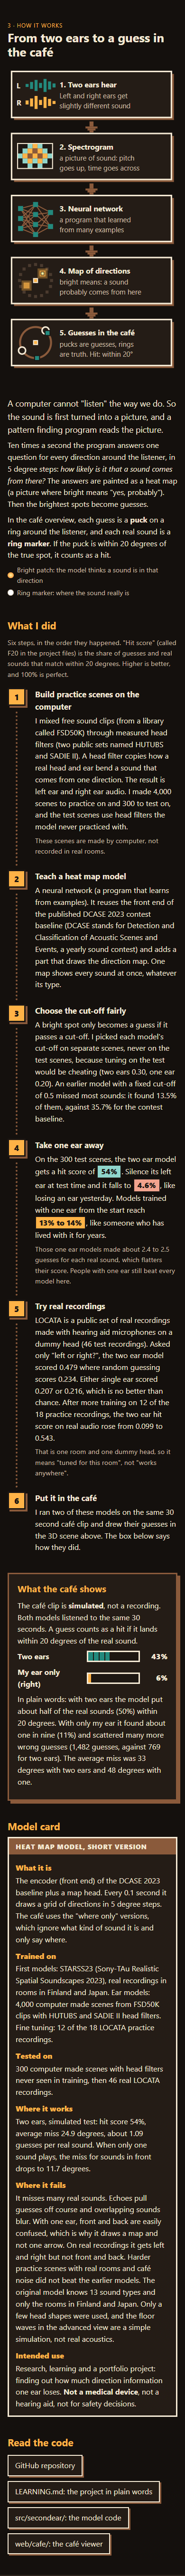 3 · HOW IT WORKS
From two ears to a guess in
the café
L
R
1. Two ears hear
Left and right ears get
slightly different sound
2. Spectrogram
a picture of sound: pitch
goes up, time goes across
3. Neural network
a program that learned
from many examples
4. Map of directions
bright means: a sound
probably comes from here
5. Guesses in the café
pucks are guesses, rings
are truth. Hit: within 20°
A computer cannot "listen" the way we do. So
the sound is first turned into a picture, and a
pattern finding program reads the picture.
Ten times a second the program answers one
question for every direction around the listener, in
5 degree steps: how likely is it that a sound comes
from there? The answers are painted as a heat map
(a picture where bright means "yes, probably").
Then the brightest spots become guesses.
In the café overview, each guess is a puck on a
ring around the listener, and each real sound is a
ring marker. If the puck is within 20 degrees of
the true spot, it counts as a hit.
Bright patch: the model thinks a sound is in that
direction
Ring marker: where the sound really is
What I did
Six steps, in the order they happened. "Hit score" (called
F20 in the project files) is the share of guesses and real
sounds that match within 20 degrees. Higher is better,
and 100% is perfect.
1
Build practice scenes on the
computer
I mixed free sound clips (from a library
called FSD50K) through measured head
filters (two public sets named HUTUBS
and SADIE II). A head filter copies how a
real head and ear bend a sound that
comes from one direction. The result is
left ear and right ear audio. I made 4,000
scenes to practice on and 300 to test on,
and the test scenes use head filters the
model never practiced with.
These scenes are made by computer, not
recorded in real rooms.
2
Teach a heat map model
A neural network (a program that learns
from examples). It reuses the front end of
the published DCASE 2023 contest
baseline (DCASE stands for Detection and
Classification of Acoustic Scenes and
Events, a yearly sound contest) and adds a
part that draws the direction map. One
map shows every sound at once, whatever
its type.
3
Choose the cut-off fairly
A bright spot only becomes a guess if it
passes a cut-off. I picked each model's
cut-off on separate scenes, never on the
test scenes, because tuning on the test
would be cheating (two ears 0.30, one ear
0.20). An earlier model with a fixed cut-off
of 0.5 missed most sounds: it found 13.5%
of them, against 35.7% for the contest
baseline.
4
Take one ear away
On the 300 test scenes, the two ear model
gets a hit score of 54%. Silence its left
ear at test time and it falls to 4.6%, like
losing an ear yesterday. Models trained
with one ear from the start reach
13% to 14%, like someone who has
lived with it for years.
Those one ear models made about 2.4 to 2.5
guesses for each real sound, which flatters
their score. People with one ear still beat every
model here.
5
Try real recordings
LOCATA is a public set of real recordings
made with hearing aid microphones on a
dummy head (46 test recordings). Asked
only "left or right?", the two ear model
scored 0.479 where random guessing
scores 0.234. Either single ear scored
0.207 or 0.216, which is no better than
chance. After more training on 12 of the
18 practice recordings, the two ear hit
score on real audio rose from 0.099 to
0.543.
That is one room and one dummy head, so it
means "tuned for this room", not "works
anywhere".
6
Put it in the café
I ran two of these models on the same 30
second café clip and drew their guesses in
the 3D scene above. The box below says
how they did.
What the café shows
The café clip is simulated, not a recording.
Both models listened to the same 30
seconds. A guess counts as a hit if it lands
within 20 degrees of the real sound.
Two ears
43%
My ear only
(right)
6%
In plain words: with two ears the model put
about half of the real sounds (50%) within
20 degrees. With only my ear it found about
one in nine (11%) and scattered many more
wrong guesses (1,482 guesses, against 769
for two ears). The average miss was 33
degrees with two ears and 48 degrees with
one.
Model card
HEAT MAP MODEL, SHORT VERSION
What it is
The encoder (front end) of the DCASE 2023
baseline plus a map head. Every 0.1 second it
draws a grid of directions in 5 degree steps.
The café uses the "where only" versions,
which ignore what kind of sound it is and
only say where.
Trained on
First models: STARSS23 (Sony-TAu Realistic
Spatial Soundscapes 2023), real recordings in
rooms in Finland and Japan. Ear models:
4,000 computer made scenes from FSD50K
clips with HUTUBS and SADIE II head filters.
Fine tuning: 12 of the 18 LOCATA practice
recordings.
Tested on
300 computer made scenes with head filters
never seen in training, then 46 real LOCATA
recordings.
Where it works
Two ears, simulated test: hit score 54%,
average miss 24.9 degrees, about 1.09
guesses per real sound. When only one
sound plays, the miss for sounds in front
drops to 11.7 degrees.
Where it fails
It misses many real sounds. Echoes pull
guesses off course and overlapping sounds
blur. With one ear, front and back are easily
confused, which is why it draws a map and
not one arrow. On real recordings it gets left
and right but not front and back. Harder
practice scenes with real rooms and café
noise did not beat the earlier models. The
original model knows 13 sound types and
only the rooms in Finland and Japan. Only a
few head shapes were used, and the floor
waves in the advanced view are a simple
simulation, not real acoustics.
Intended use
Research, learning and a portfolio project:
finding out how much direction information
one ear loses. Not a medical device, not a
hearing aid, not for safety decisions.
Read the code
GitHub repository
LEARNING.md: the project in plain words
src/secondear/: the model code
web/cafe/: the café viewer